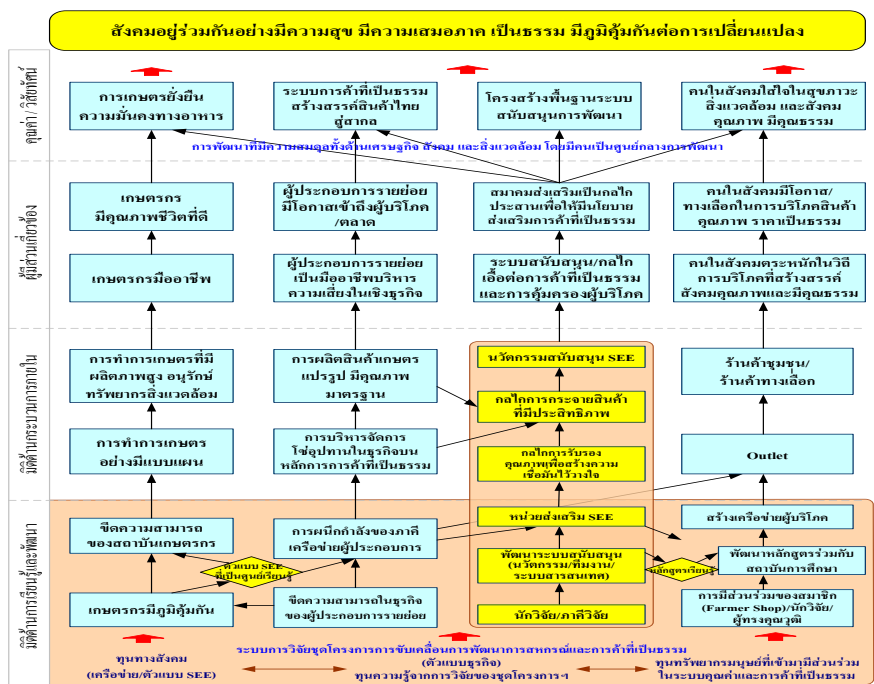 สังคมอยู่ร่วมกันอย่างมีความสุข มีความเสมอภาค เป็นธรรม มีภูมิคุ้มกันต่อการเปลี่ยนแปลง
คุณค่า/ วิสัยทัศน์
การเกษตรยั่งยืน
ความมั่นคงทางอาหาร
ระบบการค้าที่เป็นธรรม
สร้างสรรค์สินค้าไทย
สู่สากล
โครงสร้างพื้นฐานระบบ
สนับสนุนการพัฒนา
คนในสังคมใส่ใจในสุขภาวะ
สิ่งแวดล้อม และสังคม
คุณภาพ มีคุณธรรม
การพัฒนาที่มีความสมดุลทั้งด้านเศรษฐกิจ สังคม และสิ่งแวดล้อม โดยมีคนเป็นศูนย์กลางการพัฒนา
ผู้มีส่วนเกี่ยวข้อง
เกษตรกร
มีคุณภาพชีวิตที่ดี
ผู้ประกอบการรายย่อย
มีโอกาสเข้าถึงผู้บริโภค
/ตลาด
สมาคมส่งเสริมเป็นกลไก
ประสานเพื่อให้มีนโยบาย
ส่งเสริมการค้าที่เป็นธรรม
คนในสังคมมีโอกาส/
ทางเลือกในการบริโภคสินค้า
คุณภาพ ราคาเป็นธรรม
เกษตรกรมืออาชีพ
ผู้ประกอบการรายย่อย
เป็นมืออาชีพบริหาร
ความเสี่ยงในเชิงธุรกิจ
ระบบสนับสนุน/กลไก
เอื้อต่อการค้าที่เป็นธรรม
และการคุ้มครองผู้บริโภค
คนในสังคมตระหนักในวิถี
การบริโภคที่สร้างสรรค์
สังคมคุณภาพและมีคุณธรรม
มิติด้านกระบวนการภายใน
การทำการเกษตรที่มี
ผลิตภาพสูง อนุรักษ์
ทรัพยากรสิ่งแวดล้อม
การผลิตสินค้าเกษตร
แปรรูป มีคุณภาพ
มาตรฐาน
นวัตกรรมสนับสนุน SEE
กลไกการกระจายสินค้า
ที่มีประสิทธิภาพ
ร้านค้าชุมชน/
ร้านค้าทางเลือก
การทำการเกษตร
อย่างมีแบบแผน
การบริหารจัดการ
โซ่อุปทานในธุรกิจบน
หลักการการค้าที่เป็นธรรม
กลไกการรับรอง
คุณภาพเพื่อสร้างความ
เชื่อมั่นไว้วางใจ
Outlet
มิติด้านการเรียนรู้และพัฒนา
ขีดความสามารถ
ของสถาบันเกษตรกร
การผนึกกำลังของภาคี
เครือข่ายผู้ประกอบการ
หน่วยส่งเสริม SEE
สร้างเครือข่ายผู้บริโภค
ตัวแบบ SEE
ที่เป็นศูนย์เรียนรู้
พัฒนาระบบสนับสนุน
(นวัตกรรม/ทีมงาน/
ระบบสารสนเทศ)
หลักสูตรเรียนรู้
พัฒนาหลักสูตรร่วมกับ
สถาบันการศึกษา
เกษตรกรมีภูมิคุ้มกัน
ขีดความสามารถในธุรกิจ
ของผู้ประกอบการรายย่อย
นักวิจัย/ภาคีวิจัย
การมีส่วนร่วมของสมาชิก
(Farmer Shop)/นักวิจัย/
ผู้ทรงคุณวุฒิ
ระบบการวิจัยชุดโครงการการขับเคลื่อนการพัฒนาการสหกรณ์และการค้าที่เป็นธรรม
ทุนทางสังคม
(เครือข่าย/ตัวแบบ SEE)
(ตัวแบบธุรกิจ)
ทุนความรู้จากการวิจัยของชุดโครงการฯ
ทุนทรัพยากรมนุษย์ที่เข้ามามีส่วนร่วม
ในระบบคุณค่าและการค้าที่เป็นธรรม